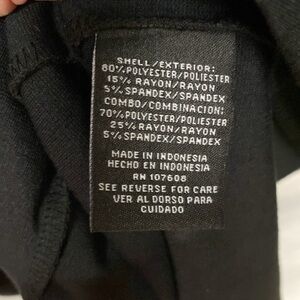 SHELL/EXTERIOR:
80%POLYESTER/POLIESTER
15% RAYON/RAYON
5% SPANDEX/SPANDEX
COMBO/COMBINACION:
70%POLYESTER/POLIESTER
25% RAYON/RAYON
5% SPANDEX/SPANDEX
MADE IN INDONESIA
HECHO EN INDONESIA
RN 107608
SEE REVERSE FOR CARE
VER AL DORSO PARA
CUIDADO